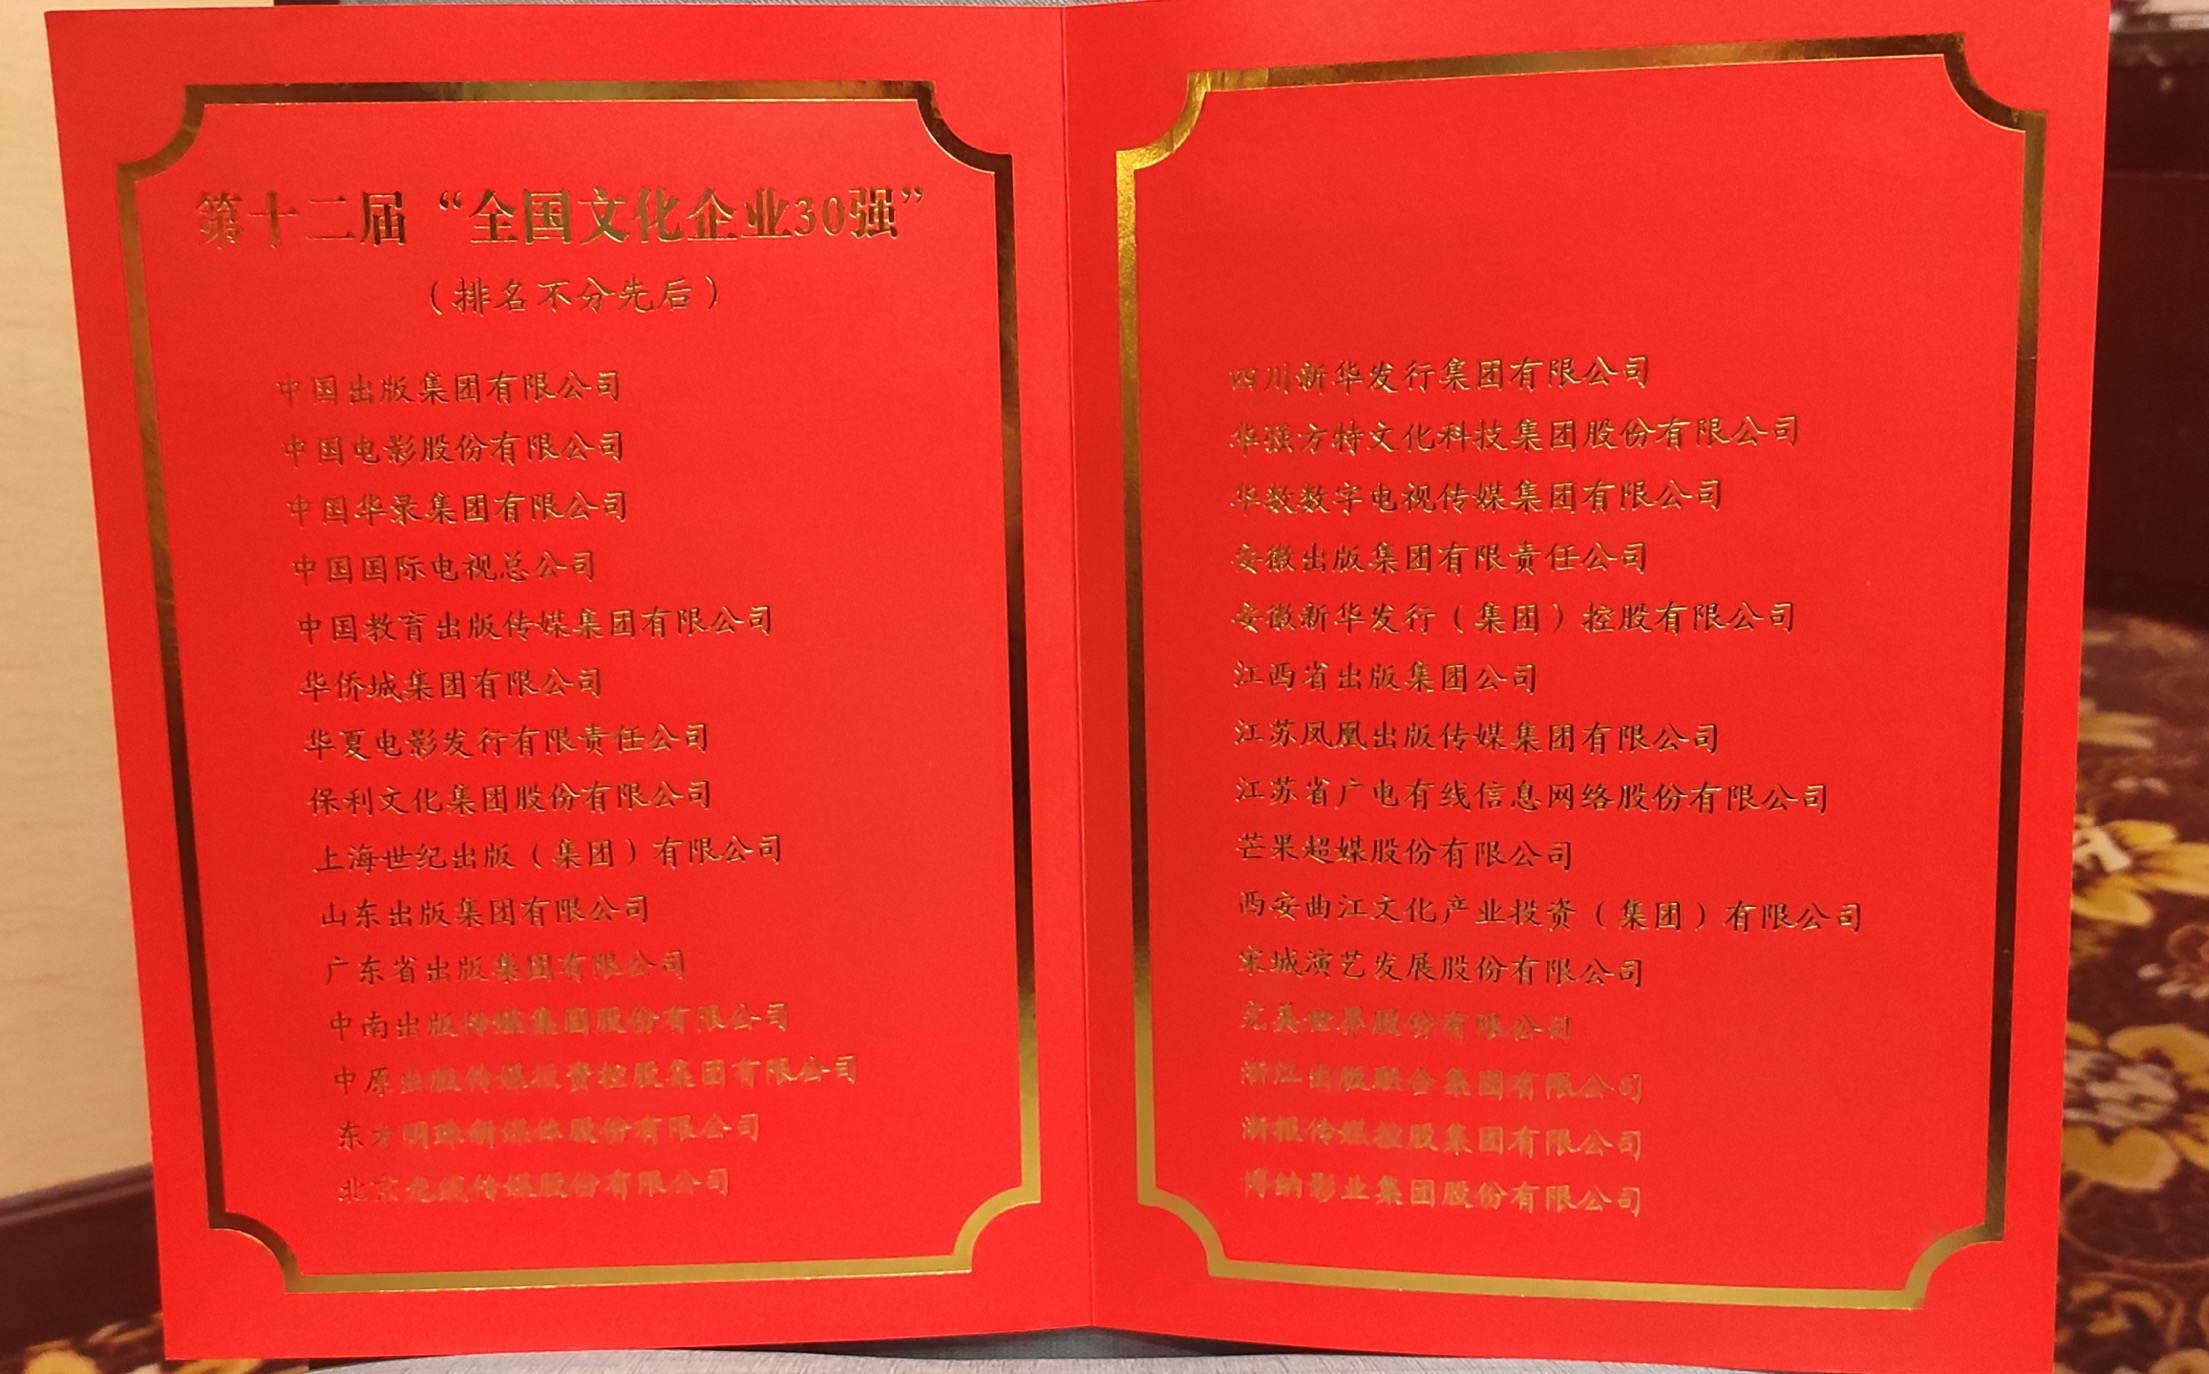 第十二届“全国文化企业30强”
（排名不分先后）
中国出版集团有限公司
中国电影股份有限公司
中国华录集团有限公司
中国国际电视总公司
中国教育出版传媒集团有限公司
华侨城集团有限公司
华夏电影发行有限责任公司
保利文化集团股份有限公司
上海世纪出版（集团）有限公司
山东出版集团有限公司
广东省出版集团有限公司
中南出版传媒集团股份有限公司
中原出版传媒投资控股集团有限公司
东方明珠新媒体股份有限公司
北京光线传媒股份有限公司
四川新华发行集团有限公司
华强方特文化科技集团股份有限公司
华数数字电视传媒集团有限公司
安徽出版集团有限责任公司
安徽新华发行（集团）控股有限公司
江西省出版集团公司
江苏凤凰出版传媒集团有限公司
江苏省广电有线信息网络股份有限公司
芒果超媒股份有限公司
西安曲江文化产业投资（集团）有限公司
宋城演艺发展股份有限公司
完美世界股份有限公司
浙江出版联合集团有限公司
浙报传媒控股集团有限公司
博纳影业集团股份有限公司